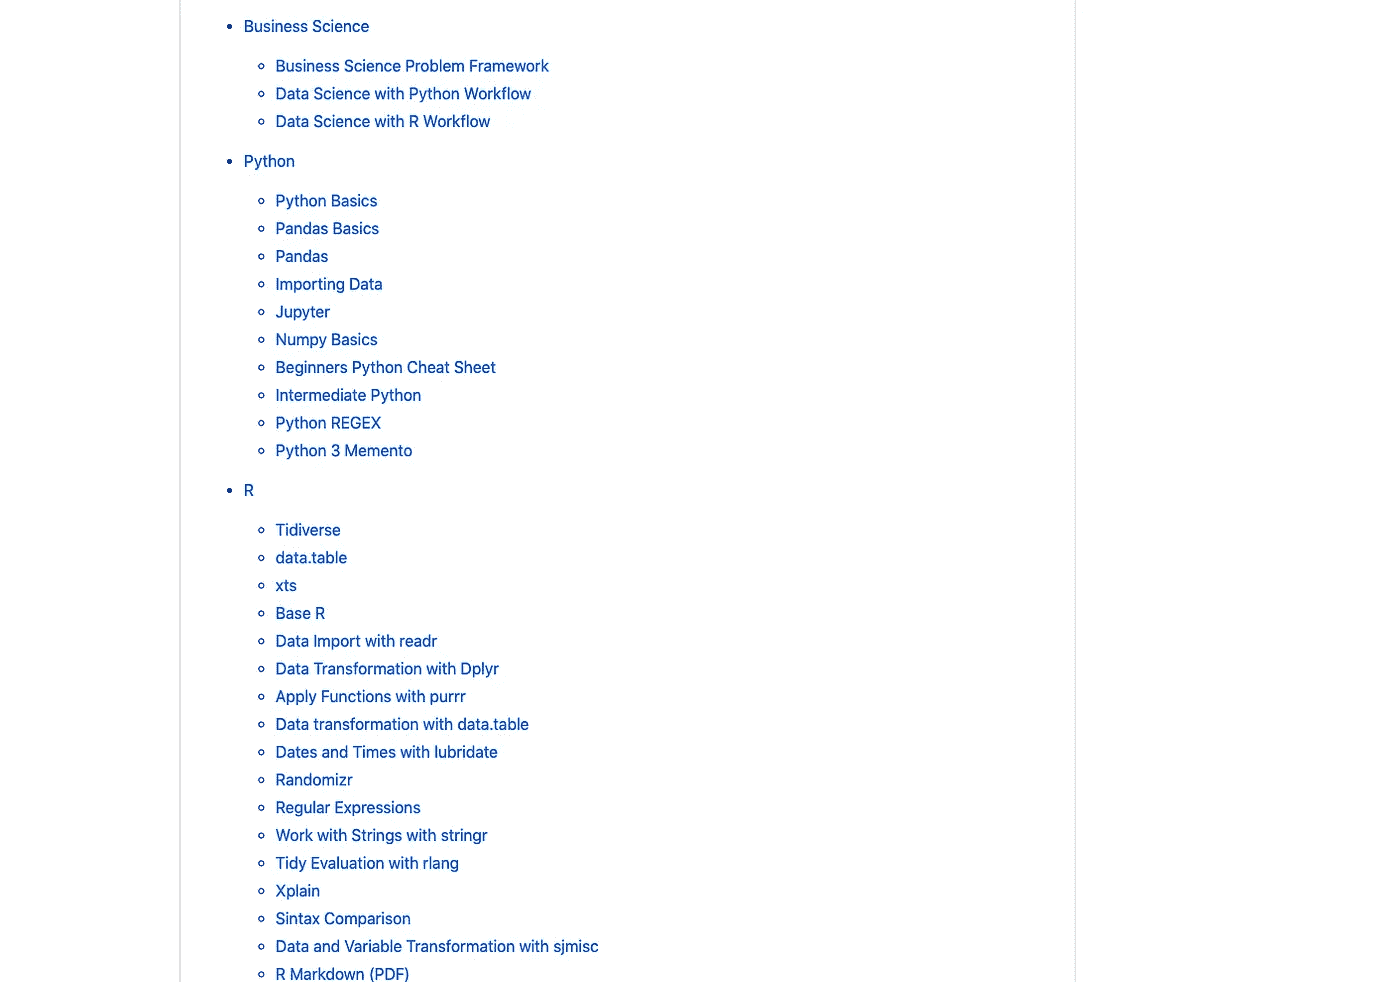 Business Science
Business Science Problem Framework
Data Science with Python Workflow
Data Science with R Workflow
Python
Python Basics
Pandas Basics
Pandas
Importing Data
Jupyter
Numpy Basics
Beginners Python Cheat Sheet
Intermediate Python
Python REGEX
Python 3 Memento
R
Tidiverse
data.table
xts
Base R
Data Import with readr
Data Transformation with Dplyr
Apply Functions with purrr
Data transformation with data.table
Dates and Times with lubridate
Randomizr
Regular Expressions
Work with Strings with stringr
Tidy Evaluation with rlang
Xplain
Sintax Comparison
Data and Variable Transformation with sjmisc
R Markdown (PDF)